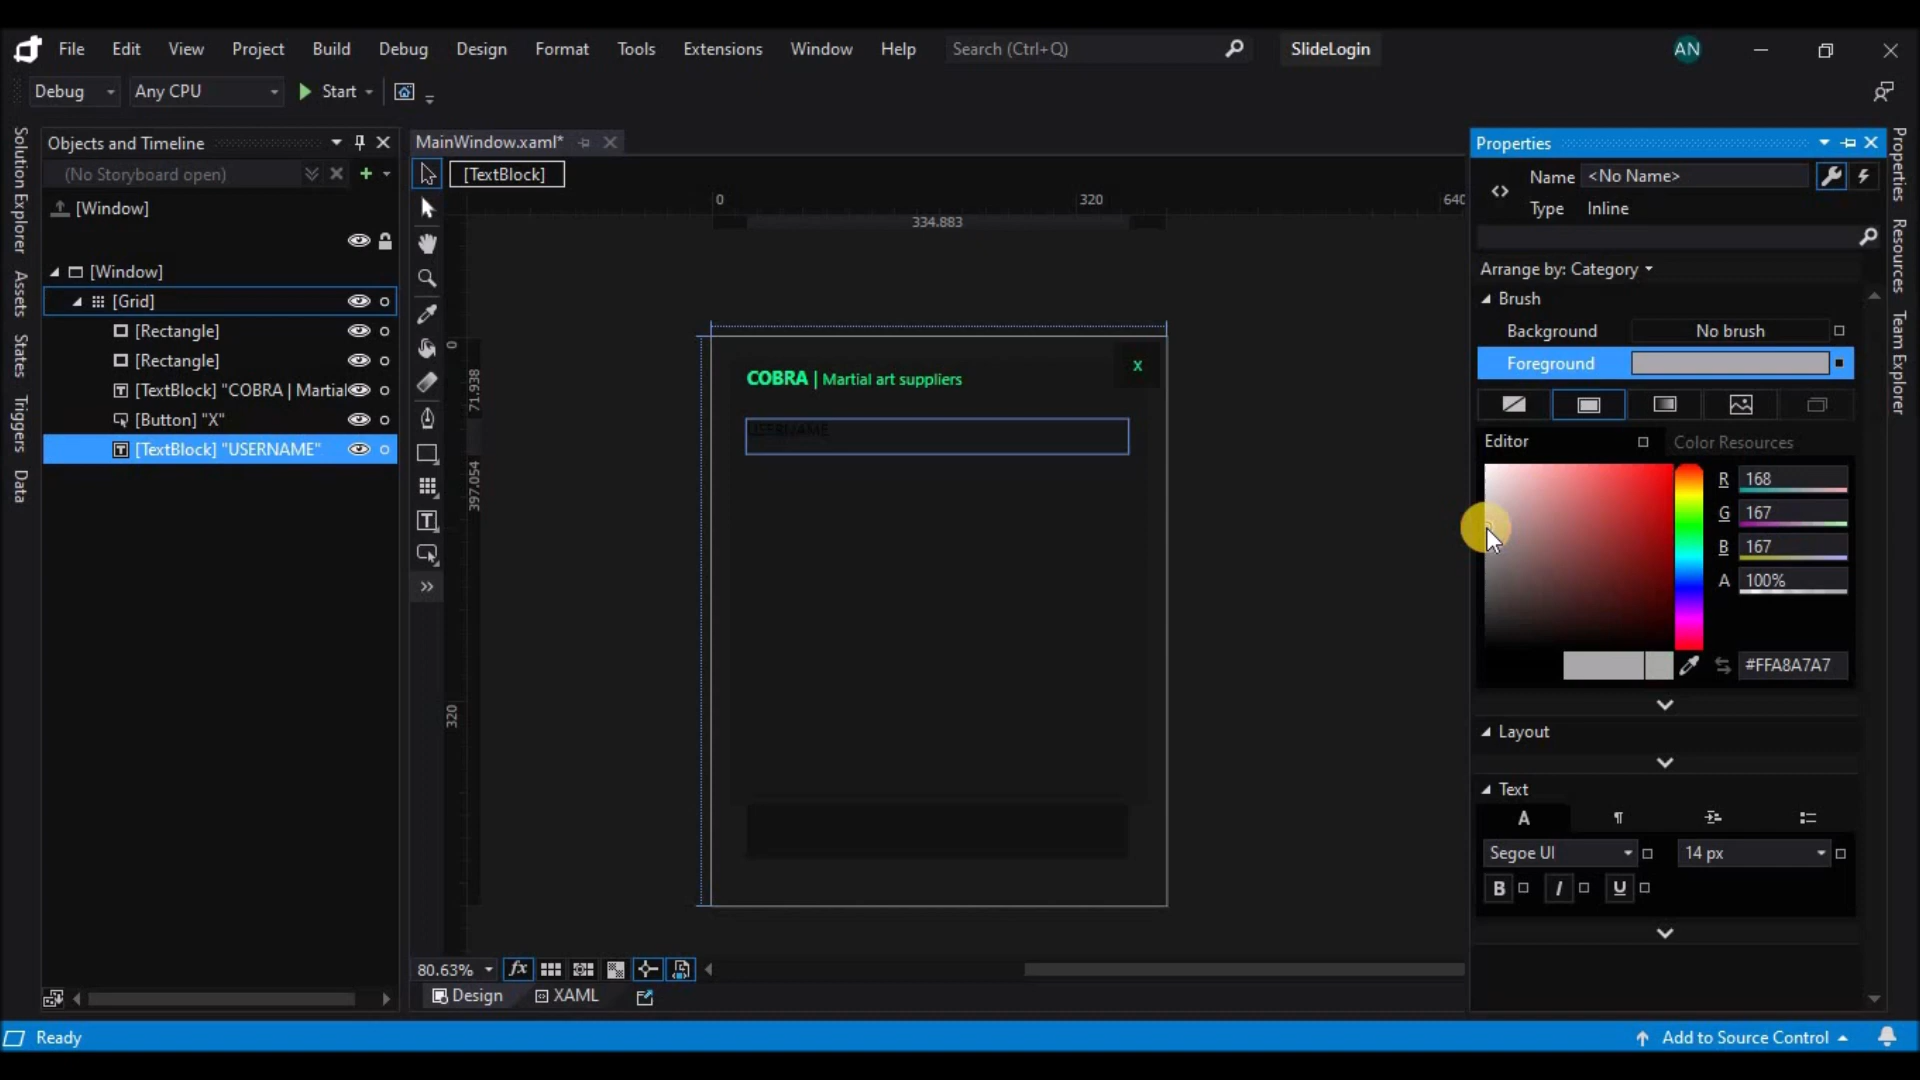 File Edit View Project Build Debug Design Format Tools Extensions Window Help Search (Ctrl+Q) SlideLogin AN
Debug Any CPU Start
Solution Explorer
Assets
States
Triggers
Data
Objects and Timeline
(No Storyboard open)
[Window]
[Window]
[Grid]
[Rectangle]
[Rectangle]
[TextBlock] "COBRA | Martial
[Button] "X"
[TextBlock] "USERNAME"
MainWindow.xaml*
[TextBlock]
0 320 640
334.883
0
71.938
397.054
320
COBRA | Martial art suppliers
X
USERNAME
80.63% fx
Design XAML
Properties
Name <No Name>
Type Inline
Arrange by: Category
Brush
Background No brush
Foreground
Editor Color Resources
R 168
G 167
B 167
A 100%
#FFA8A7A7
Layout
Text
A ¶
Segoe UI 14 px
B I U
Properties
Resources
Team Explorer
Ready Add to Source Control